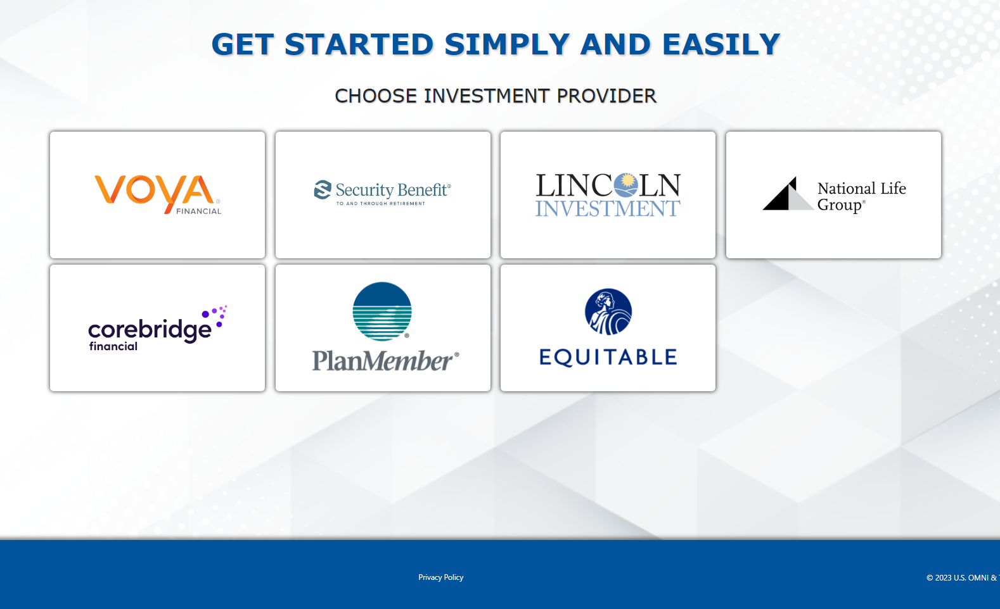 GET STARTED SIMPLY AND EASILY
CHOOSE INVESTMENT PROVIDER
VOYA
FINANCIAL
®
Security Benefit®
TO AND THROUGH RETIREMENT
LINCOLN
INVESTMENT
National Life
Group®
corebridge
financial
®
PlanMember®
EQUITABLE
Privacy Policy
© 2023 U.S. OMNI &